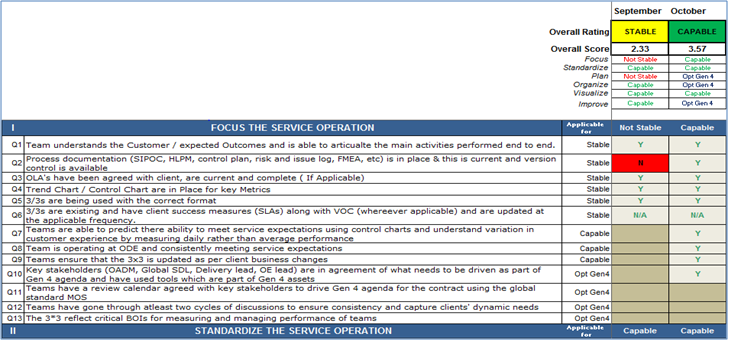 September October
Overall Rating STABLE CAPABLE
Overall Score 2.33 3.57
Focus Not Stable Capable
Standardize Capable Capable
Plan Not Stable Opt Gen 4
Organize Capable Opt Gen 4
Visualize Capable Capable
Improve Capable Opt Gen 4
I FOCUS THE SERVICE OPERATION Applicable for Not Stable Capable
Q1 Team understands the Customer / expected Outcomes and is able to articualte the main activities performed end to end. Stable Y Y
Q2 Process documentation (SIPOC, HLPM, control plan, risk and issue log, FMEA, etc) is in place & this is current and version
control is available Stable N Y
Q3 OLA's have been agreed with client, are current and complete ( If Applicable) Stable Y Y
Q4 Trend Chart / Control Chart are in Place for key Metrics Stable Y Y
Q5 3/3s are being used with the correct format Stable Y Y
Q6 3/3s are existing and have client success measures (SLAs) along with VOC (whereever applicable) and are updated at
the applicable frequency. Stable N/A N/A
Q7 Teams are able to predict there ability to meet service expectations using control charts and understand variation in
customer experience by measuring daily rather than average performance Capable Y
Q8 Team is operating at ODE and consistently meeting service expectations Capable Y
Q9 Teams ensure that the 3x3 is updated as per client business changes Capable Y
Q10 Key stakeholders (OADM, Global SDL, Delivery lead, OE lead) are in agreement of what needs to be driven as part of
Gen 4 agenda and have used tools which are part of Gen 4 assets Opt Gen4 Y
Q11 Teams have a review calendar agreed with key stakeholders to drive Gen 4 agenda for the contract using the global
standard MOS Opt Gen4
Q12 Teams have gone through atleast two cycles of discussions to ensure consistency and capture clients' dynamic needs Opt Gen4
Q13 The 3*3 reflect critical BOIs for measuring and managing performance of teams Opt Gen4
II STANDARDIZE THE SERVICE OPERATION Applicable for Capable Capable